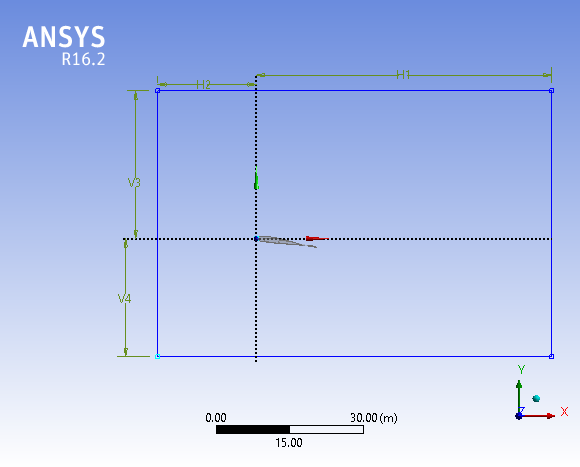 ANSYS
R16.2
H1
H2
V3
V4
Y
X
Z
0.00 30.00 (m)
15.00